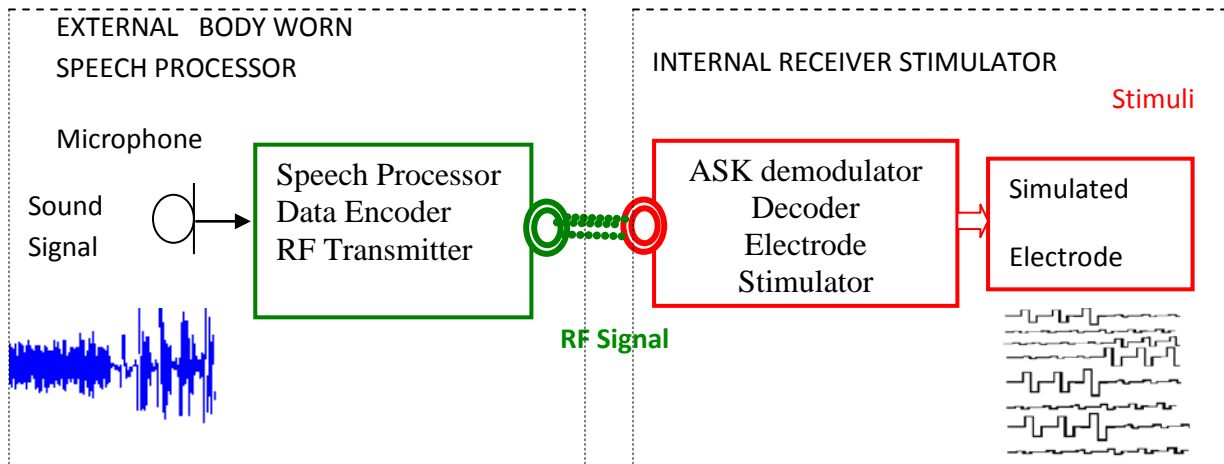 EXTERNAL BODY WORN
SPEECH PROCESSOR
Microphone
Sound
Signal
Speech Processor
Data Encoder
RF Transmitter
RF Signal
INTERNAL RECEIVER STIMULATOR
Stimuli
ASK demodulator
Decoder
Electrode
Stimulator
Simulated
Electrode